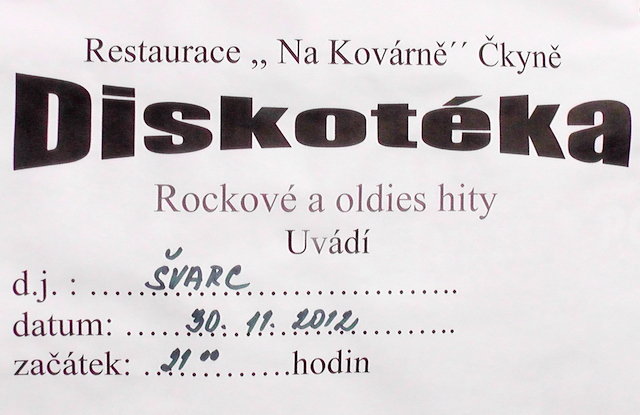 Restaurace ,, Na Kovárně´´ Čkyně
Diskotéka
Rockové a oldies hity
Uvádí
d.j. : ......ŠVARC...........................
datum: .....30. 11. 2012.............
začátek: ...21 00.........hodin